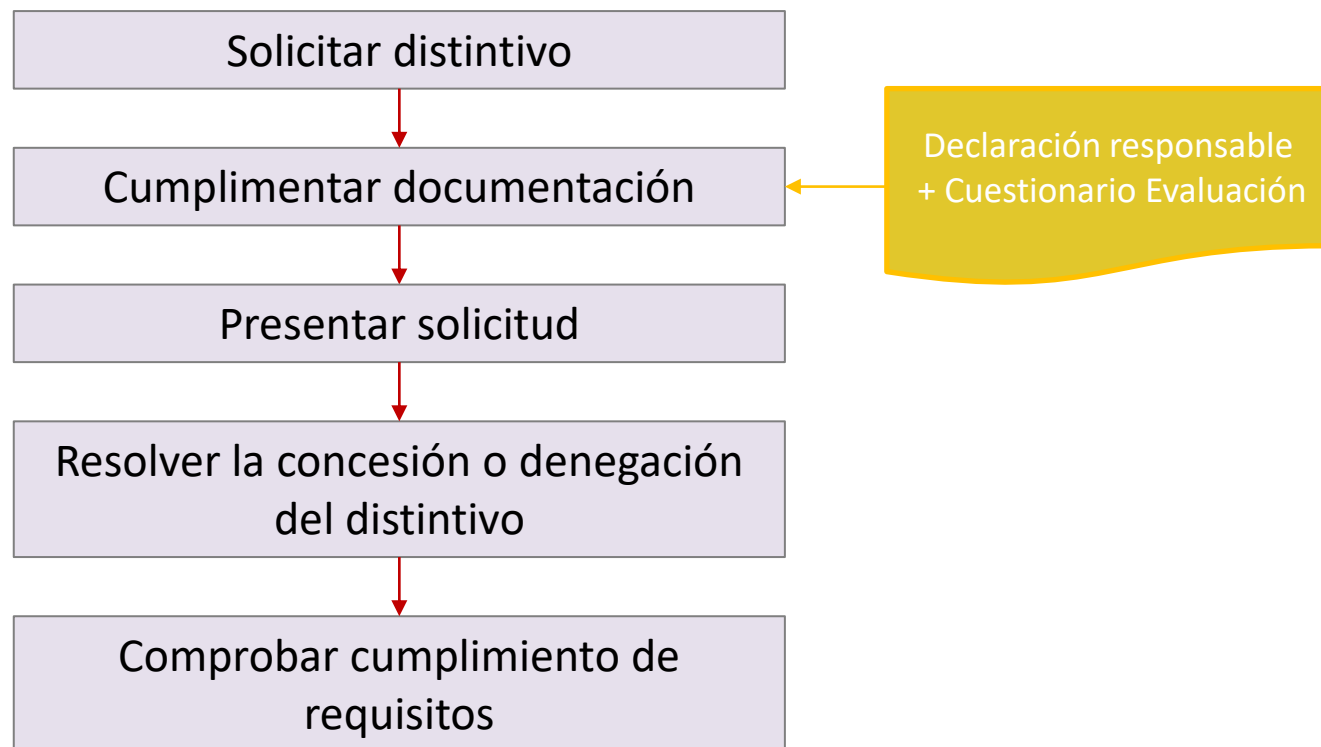 Solicitar distintivo
Cumplimentar documentación
Declaración responsable
+ Cuestionario Evaluación
Presentar solicitud
Resolver la concesión o denegación
del distintivo
Comprobar cumplimiento de
requisitos